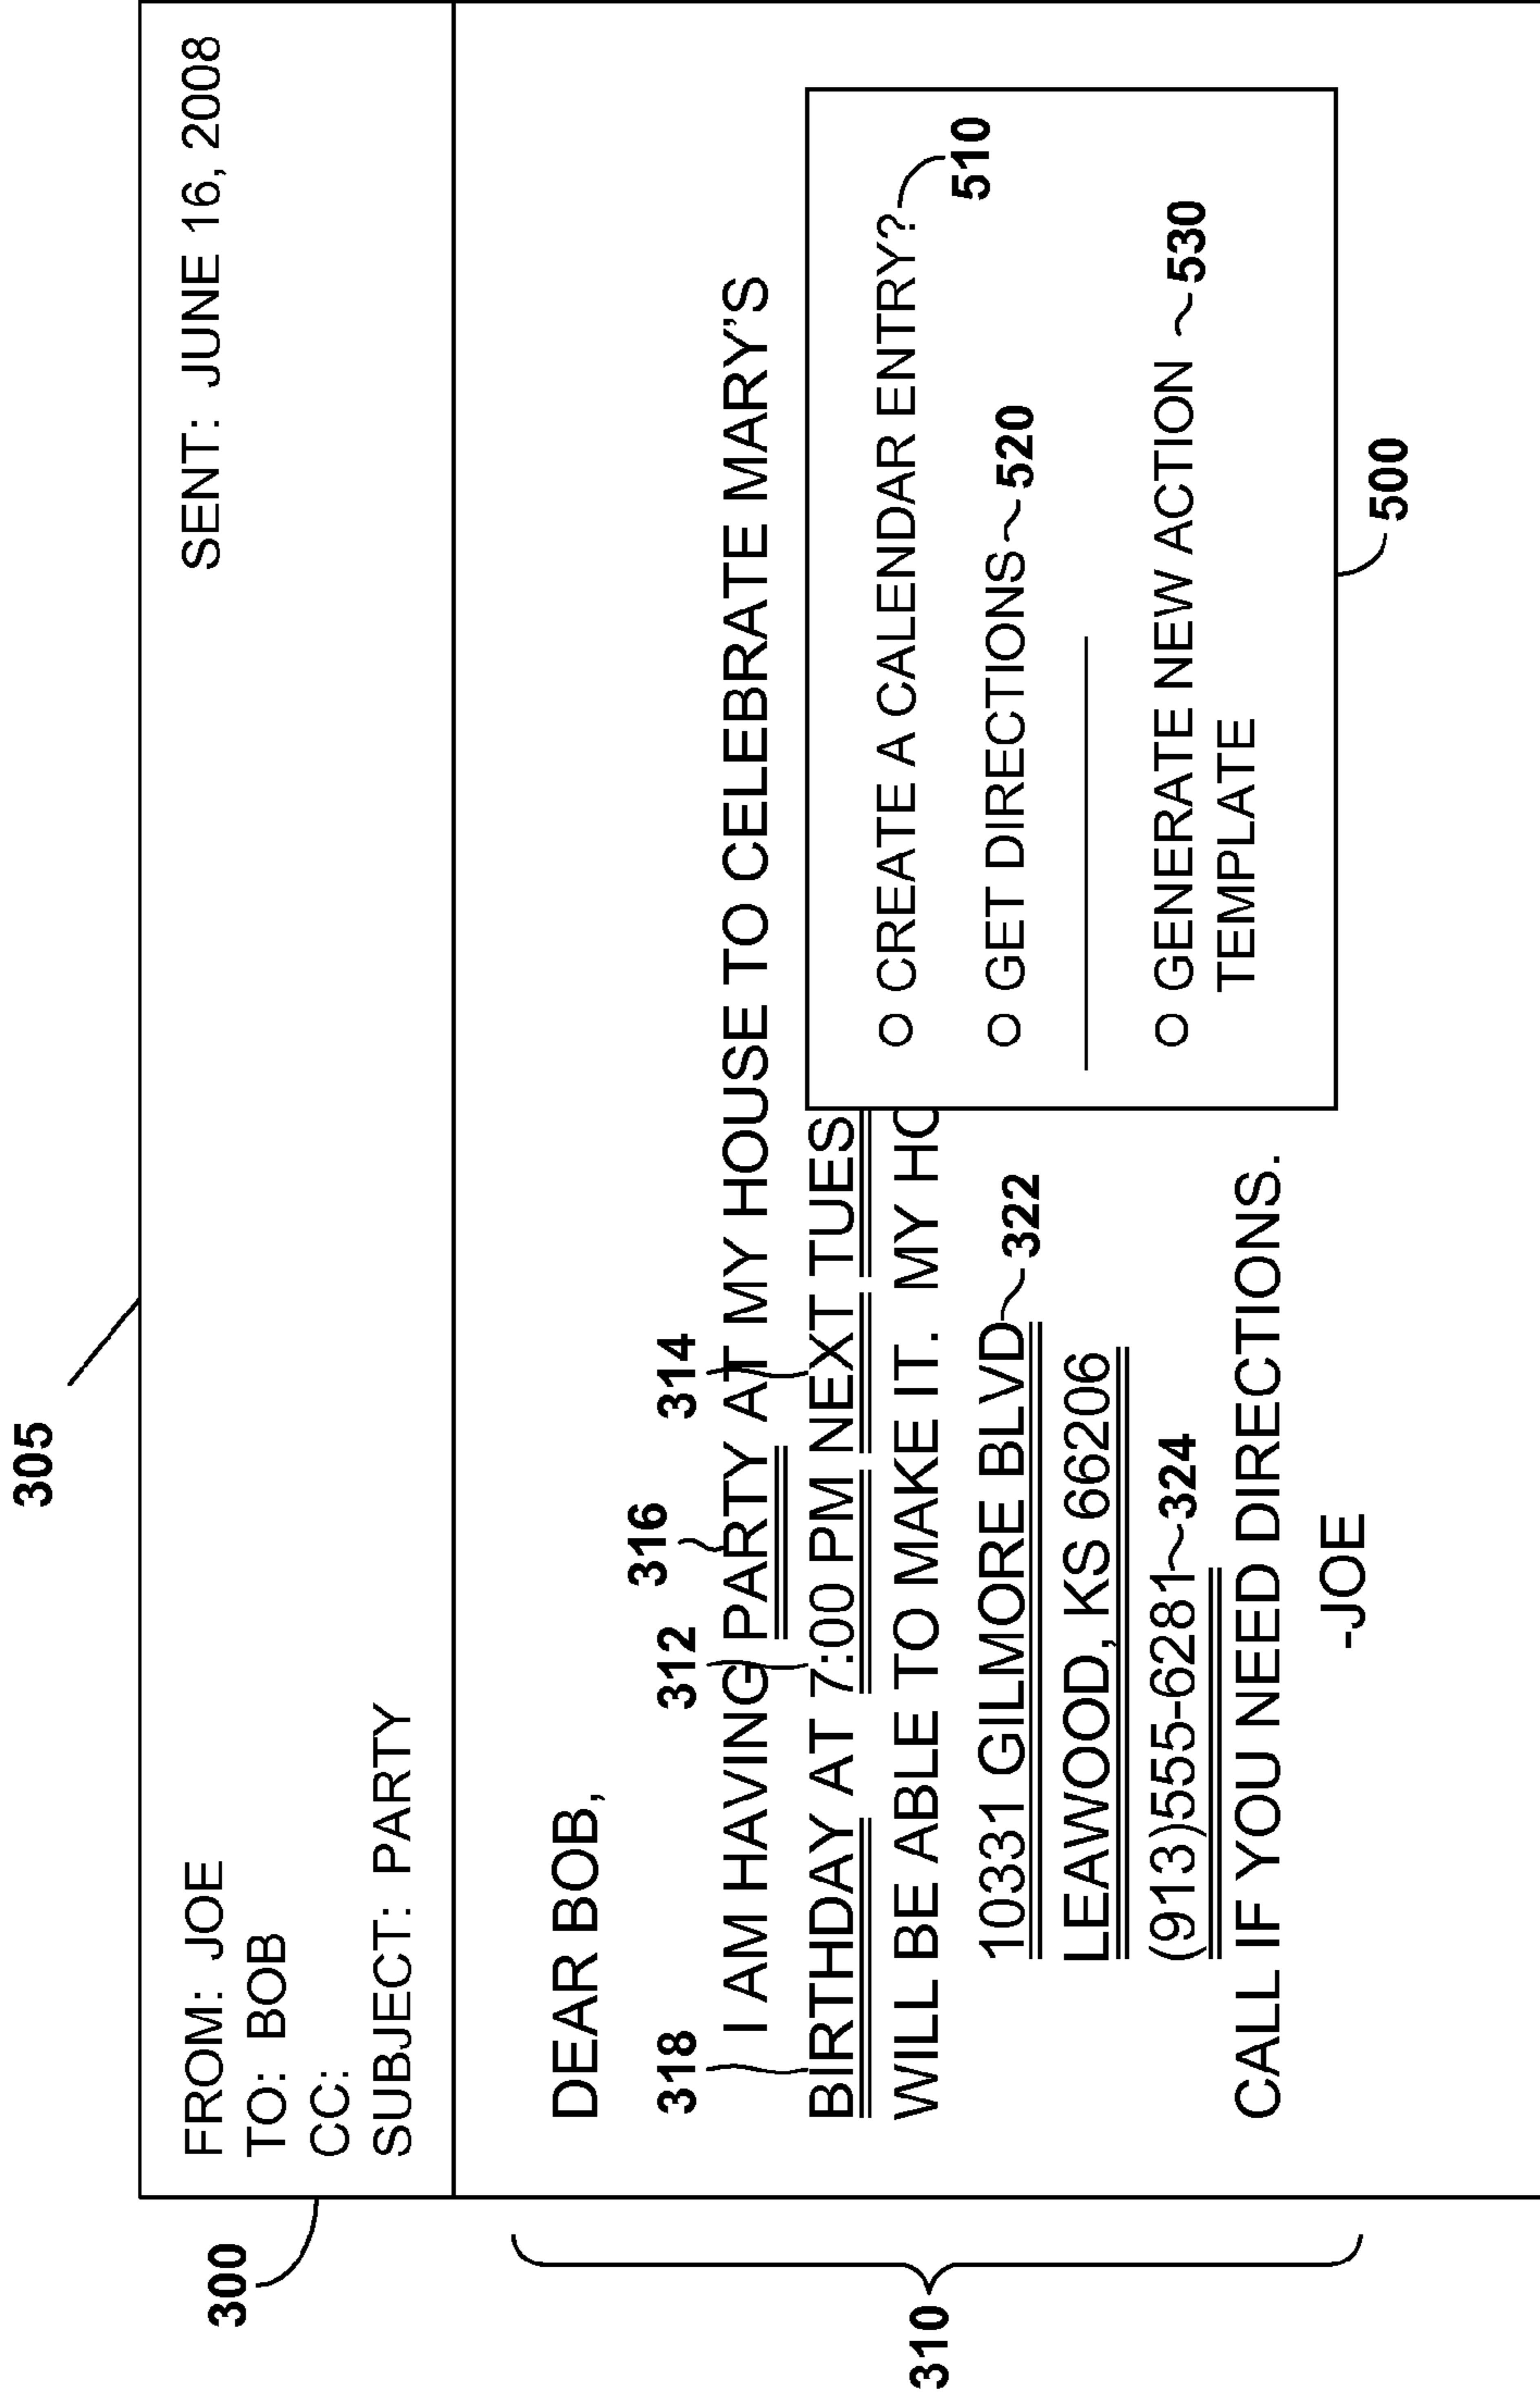 305
300
FROM: JOE
SENT: JUNE 16, 2008
TO: BOB
CC:
SUBJECT: PARTY
310
DEAR BOB,
318
312
316
314
I AM HAVING PARTY AT MY HOUSE TO CELEBRATE MARY'S
BIRTHDAY AT 7:00 PM NEXT TUES
WILL BE ABLE TO MAKE IT. MY
10331 GILMORE BLVD 322
LEAWOOD, KS 66206
(913)555-6281 324
CALL IF YOU NEED DIRECTIONS.
-JOE
O CREATE A CALENDAR ENTRY?
510
O GET DIRECTIONS 520
O GENERATE NEW ACTION 530
TEMPLATE
500